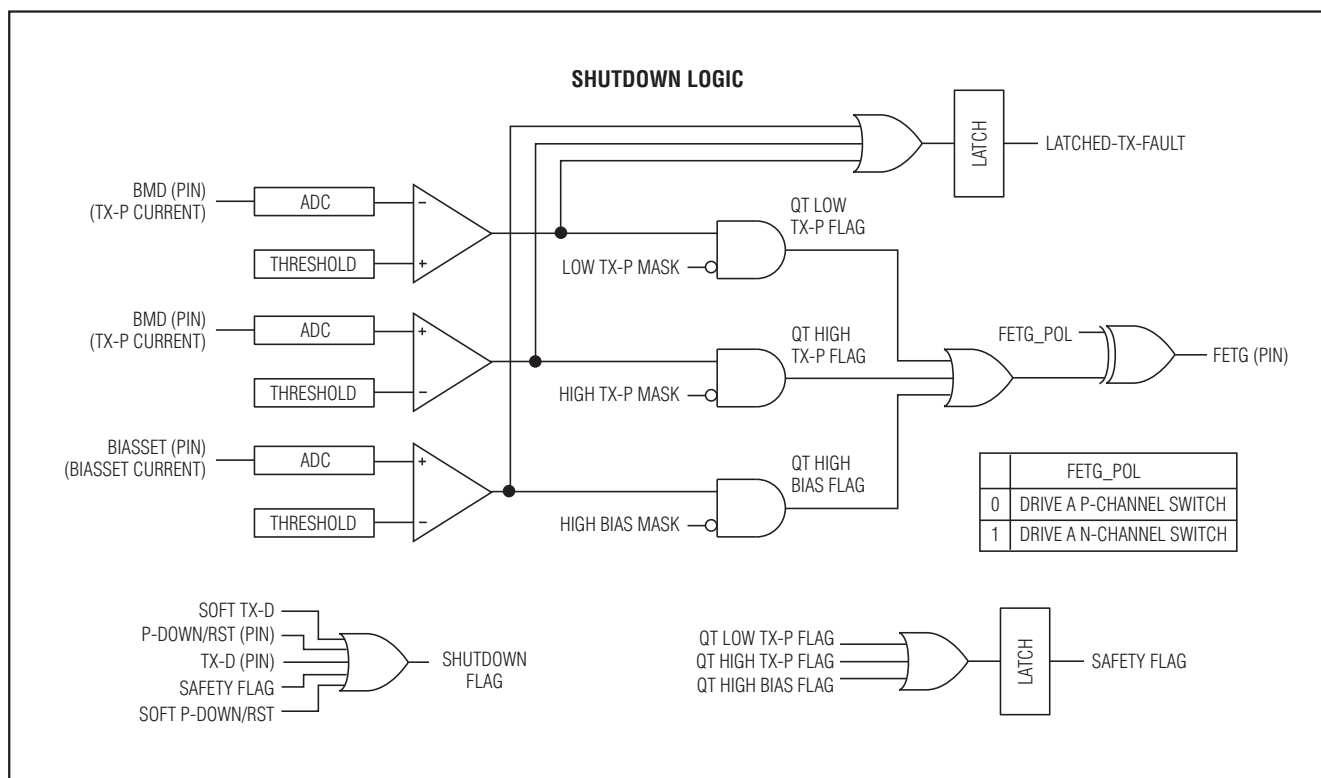 SHUTDOWN LOGIC
LATCH
LATCHED-TX-FAULT
BMD (PIN)
(TX-P CURRENT)
ADC
−
THRESHOLD
+
QT LOW
TX-P FLAG
LOW TX-P MASK
BMD (PIN)
(TX-P CURRENT)
ADC
+
THRESHOLD
−
QT HIGH
TX-P FLAG
HIGH TX-P MASK
FETG_POL
FETG (PIN)
BIASSET (PIN)
(BIASSET CURRENT)
ADC
+
THRESHOLD
−
QT HIGH
BIAS FLAG
HIGH BIAS MASK
FETG_POL
0 DRIVE A P-CHANNEL SWITCH
1 DRIVE A N-CHANNEL SWITCH
SOFT TX-D
P-DOWN/RST (PIN)
TX-D (PIN)
SAFETY FLAG
SOFT P-DOWN/RST
SHUTDOWN
FLAG
QT LOW TX-P FLAG
QT HIGH TX-P FLAG
QT HIGH BIAS FLAG
LATCH
SAFETY FLAG